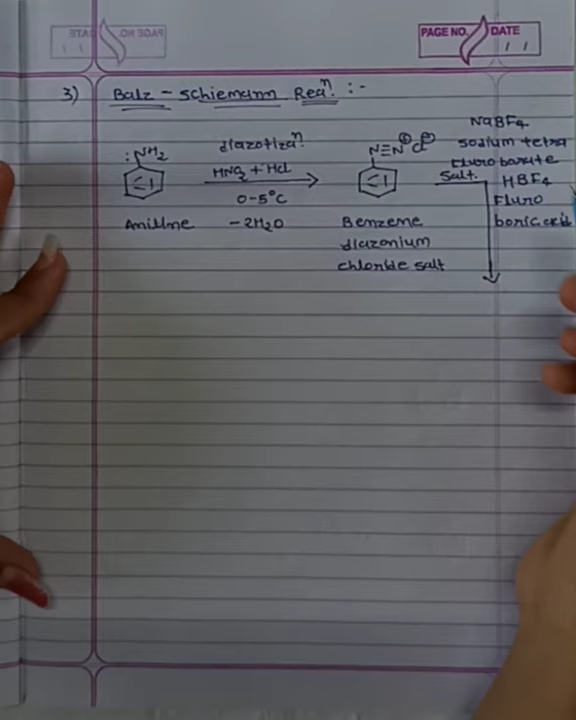 PAGE NO. DATE
/ /
3) Balz - schiemann Reaⁿ :-
:NH₂
diazotizaⁿ
HNO₂ + HCl
0-5°C
-2H₂O
Aniline
N≡N⊕ Cl⊖
Benzene
diazonium
chloride salt
NaBF₄
sodium tetra
fluro borate
Salt.
HBF₄
Fluro
boric acid